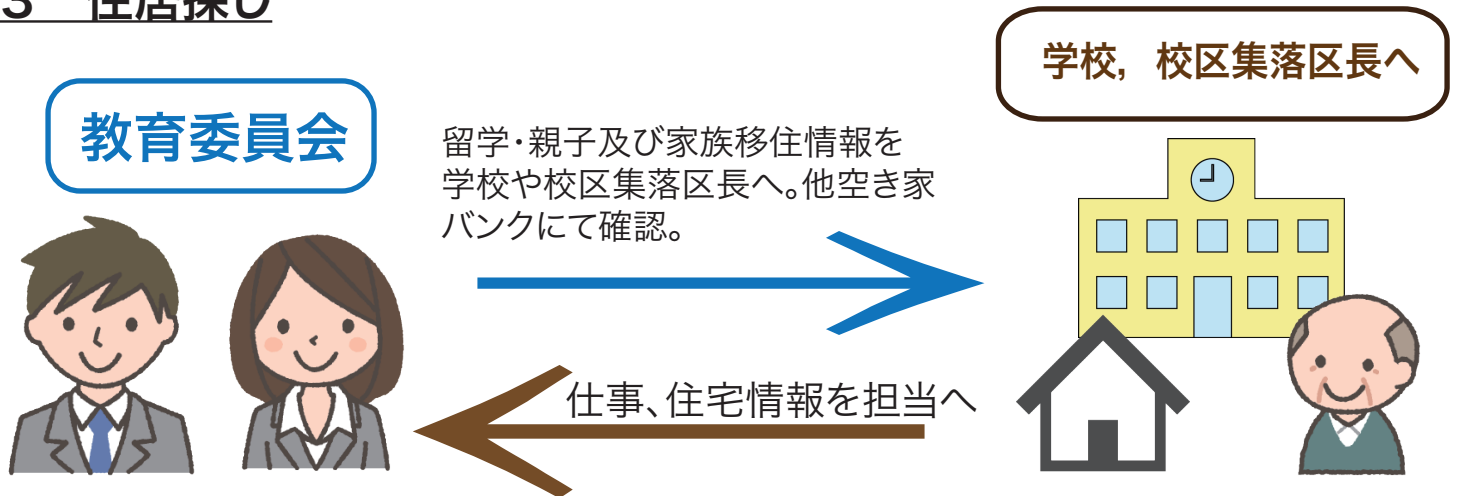 3 住居探し
教育委員会
学校，校区集落区長へ
留学・親子及び家族移住情報を
学校や校区集落区長へ。他空き家
バンクにて確認。
仕事、住宅情報を担当へ